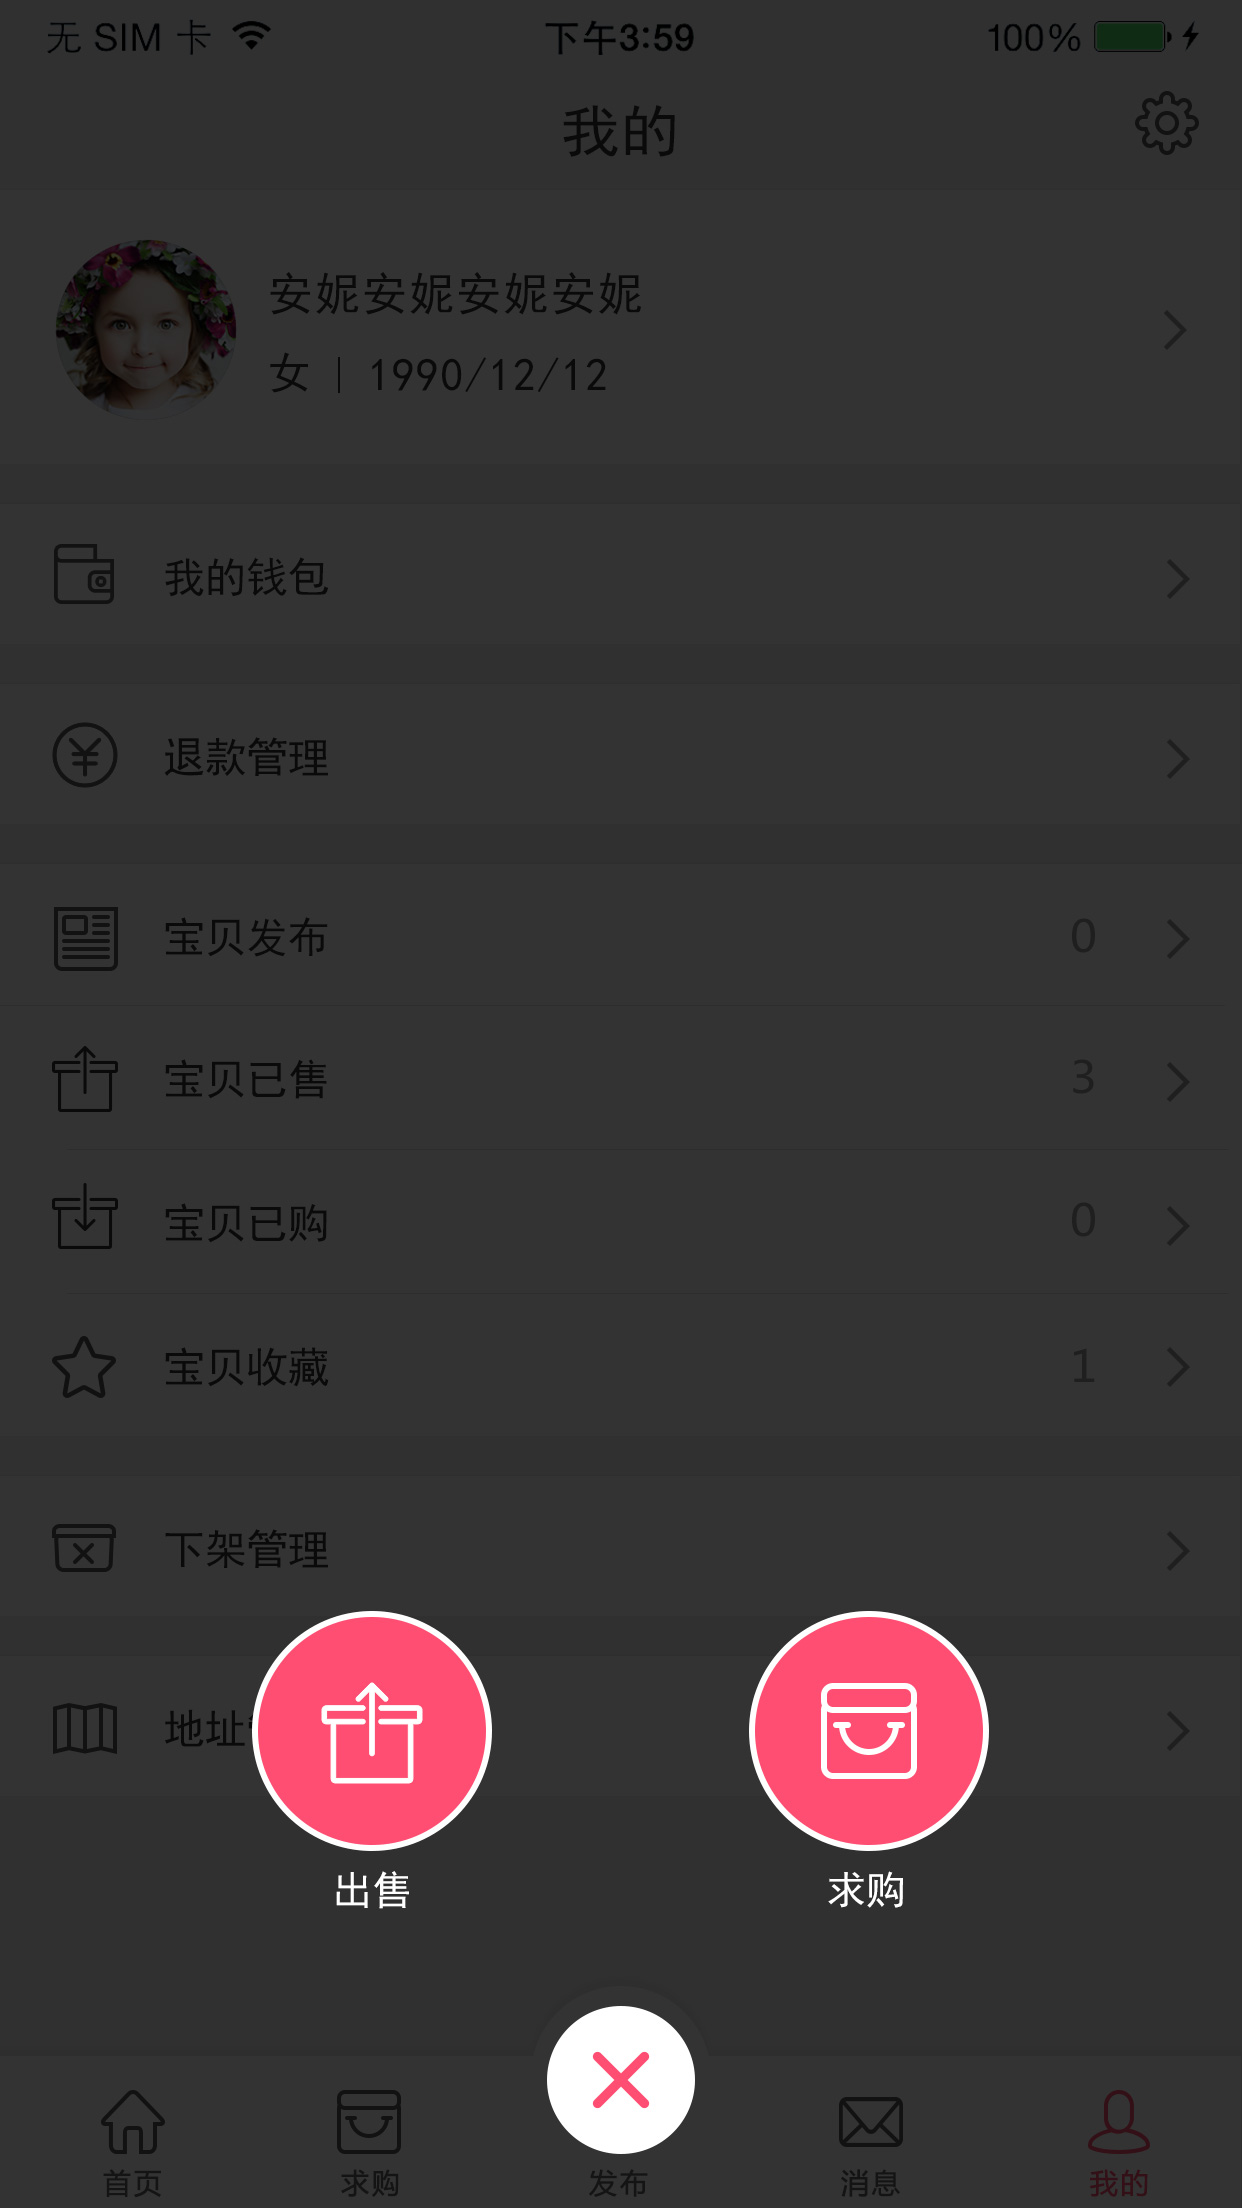 无 SIM 卡 下午3:59 100%
我的
安妮安妮安妮安妮
女 | 1990/12/12
我的钱包
退款管理
宝贝发布 0
宝贝已售 3
宝贝已购 0
宝贝收藏 1
下架管理
地址
出售 求购
首页 求购 发布 消息 我的